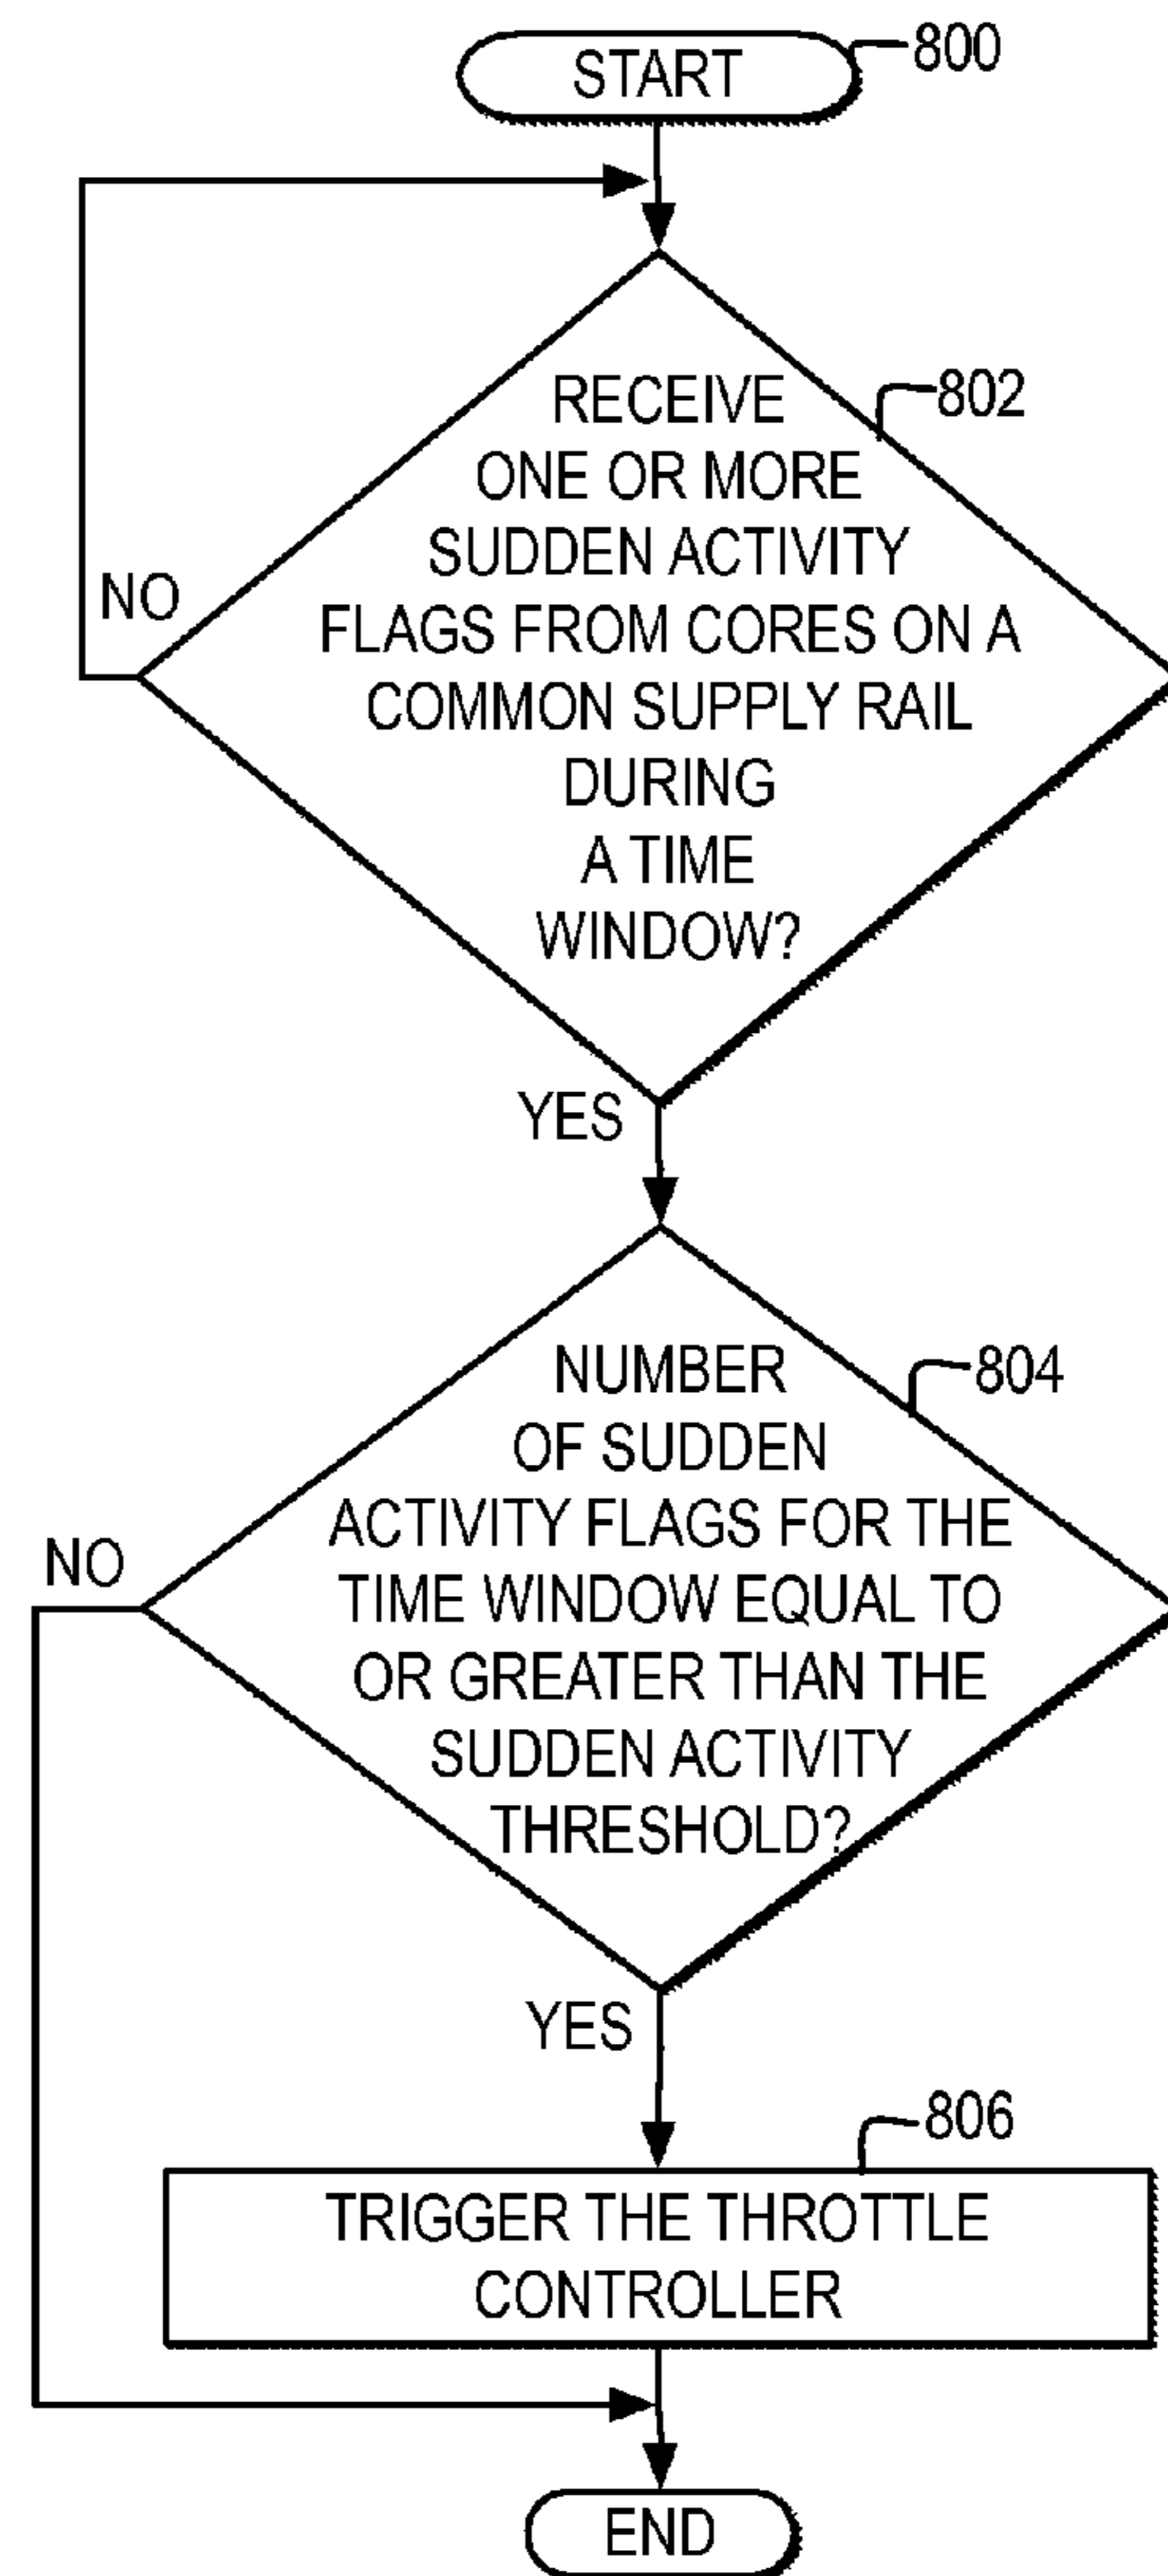 START
800
RECEIVE
802
ONE OR MORE
SUDDEN ACTIVITY
FLAGS FROM CORES ON A
COMMON SUPPLY RAIL
DURING
A TIME
WINDOW?
NO
YES
NUMBER
804
OF SUDDEN
ACTIVITY FLAGS FOR THE
TIME WINDOW EQUAL TO
OR GREATER THAN THE
SUDDEN ACTIVITY
THRESHOLD?
NO
YES
806
TRIGGER THE THROTTLE
CONTROLLER
END